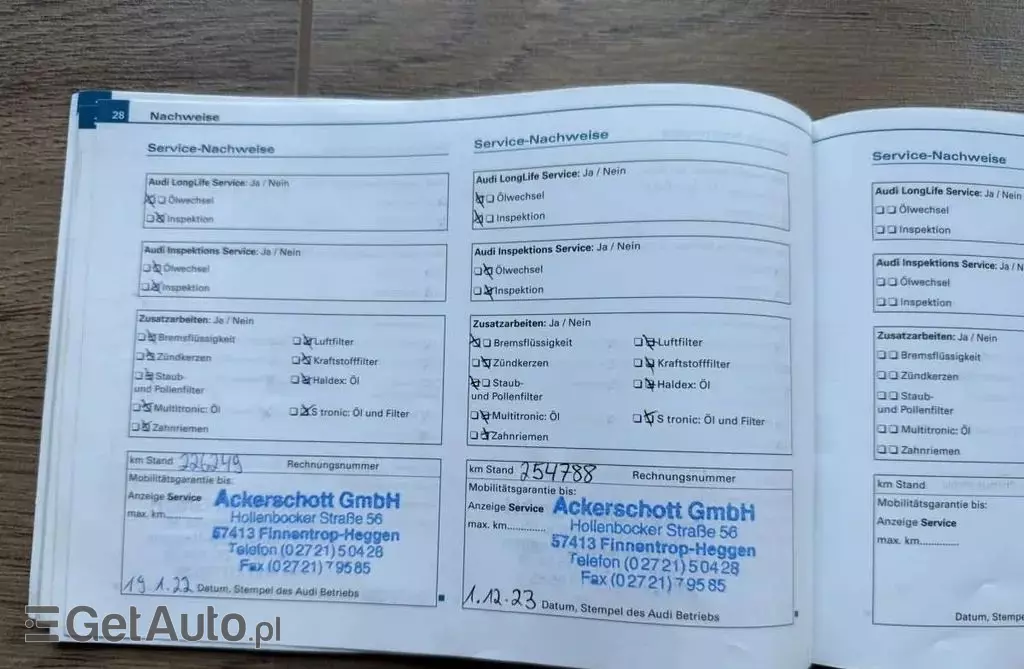 28 Nachweise
Service-Nachweise
Audi LongLife Service: Ja / Nein
Ölwechsel
Inspektion
Audi Inspektions Service: Ja / Nein
Ölwechsel
Inspektion
Zusatzarbeiten: Ja / Nein
Bremsflüssigkeit
Luftfilter
Zündkerzen
Kraftstofffilter
Staub-
und Pollenfilter
Haldex: Öl
Multitronic: Öl
S tronic: Öl und Filter
Zahnriemen
km Stand 226249 Rechnungsnummer
Mobilitätsgarantie bis:
Anzeige Service
max. km............
Ackerschott GmbH
Hollenbocker Straße 56
57413 Finnentrop-Heggen
Telefon (02721) 50428
Fax (02721) 79585
19 1.22 Datum, Stempel des Audi Betriebs
Service-Nachweise
Audi LongLife Service: Ja / Nein
Ölwechsel
Inspektion
Audi Inspektions Service: Ja / Nein
Ölwechsel
Inspektion
Zusatzarbeiten: Ja / Nein
Bremsflüssigkeit
Luftfilter
Zündkerzen
Kraftstofffilter
Staub-
und Pollenfilter
Haldex: Öl
Multitronic: Öl
S tronic: Öl und Filter
Zahnriemen
km Stand 254788 Rechnungsnummer
Mobilitätsgarantie bis:
Anzeige Service
max. km............
Ackerschott GmbH
Hollenbocker Straße 56
57413 Finnentrop-Heggen
Telefon (02721) 50428
Fax (02721) 79585
1.12.23 Datum, Stempel des Audi Betriebs
Service-Nachweise
Audi LongLife Service: Ja / Nein
Ölwechsel
Inspektion
Audi Inspektions Service: Ja / N
Ölwechsel
Inspektion
Zusatzarbeiten: Ja / Nein
Bremsflüssigkeit
Zündkerzen
Staub-
und Pollenfilter
Multitronic: Öl
Zahnriemen
km Stand
Mobilitätsgarantie bis:
Anzeige Service
max. km............
Datum, Stempe
GetAuto.pl